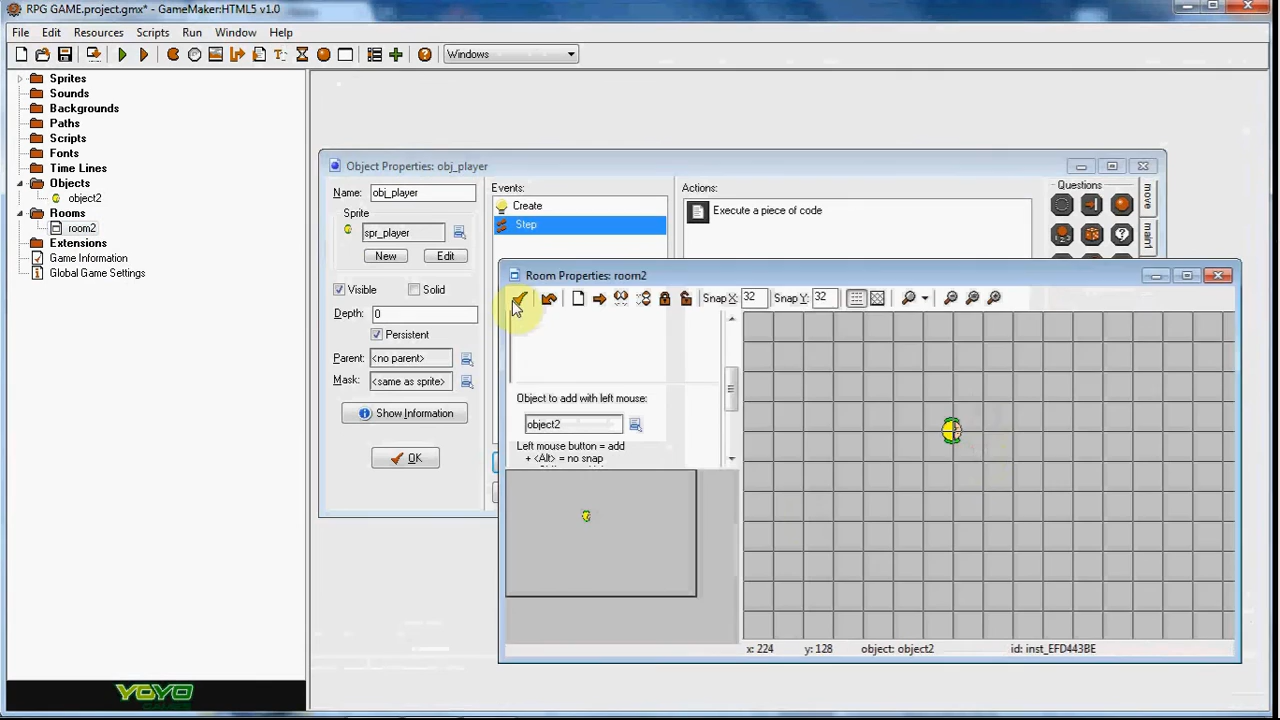 RPG GAME.project.gmx* - GameMaker:HTML5 v1.0
File Edit Resources Scripts Run Window Help
Windows
Sprites
Sounds
Backgrounds
Paths
Scripts
Fonts
Time Lines
Objects
object2
Rooms
room2
Extensions
Game Information
Global Game Settings
YOYO
GAMES
Object Properties: obj_player
Name: obj_player
Sprite
spr_player
New Edit
Visible Solid
Depth: 0
Persistent
Parent: <no parent>
Mask: <same as sprite>
Show Information
OK
Events:
Create
Step
Actions:
Execute a piece of code
Questions
move
main1
Room Properties: room2
Snap X: 32 Snap Y: 32
Object to add with left mouse:
object2
Left mouse button = add
+ <Alt> = no snap
x: 224 y: 128 object: object2 id: inst_EFD443BE